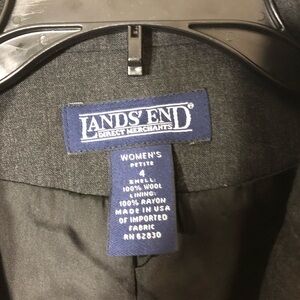 LANDS' END®
DIRECT MERCHANTS
WOMEN'S
PETITE
4
SHELL:
100% WOOL
LINING:
100% RAYON
MADE IN USA
OF IMPORTED
FABRIC
RN 62830